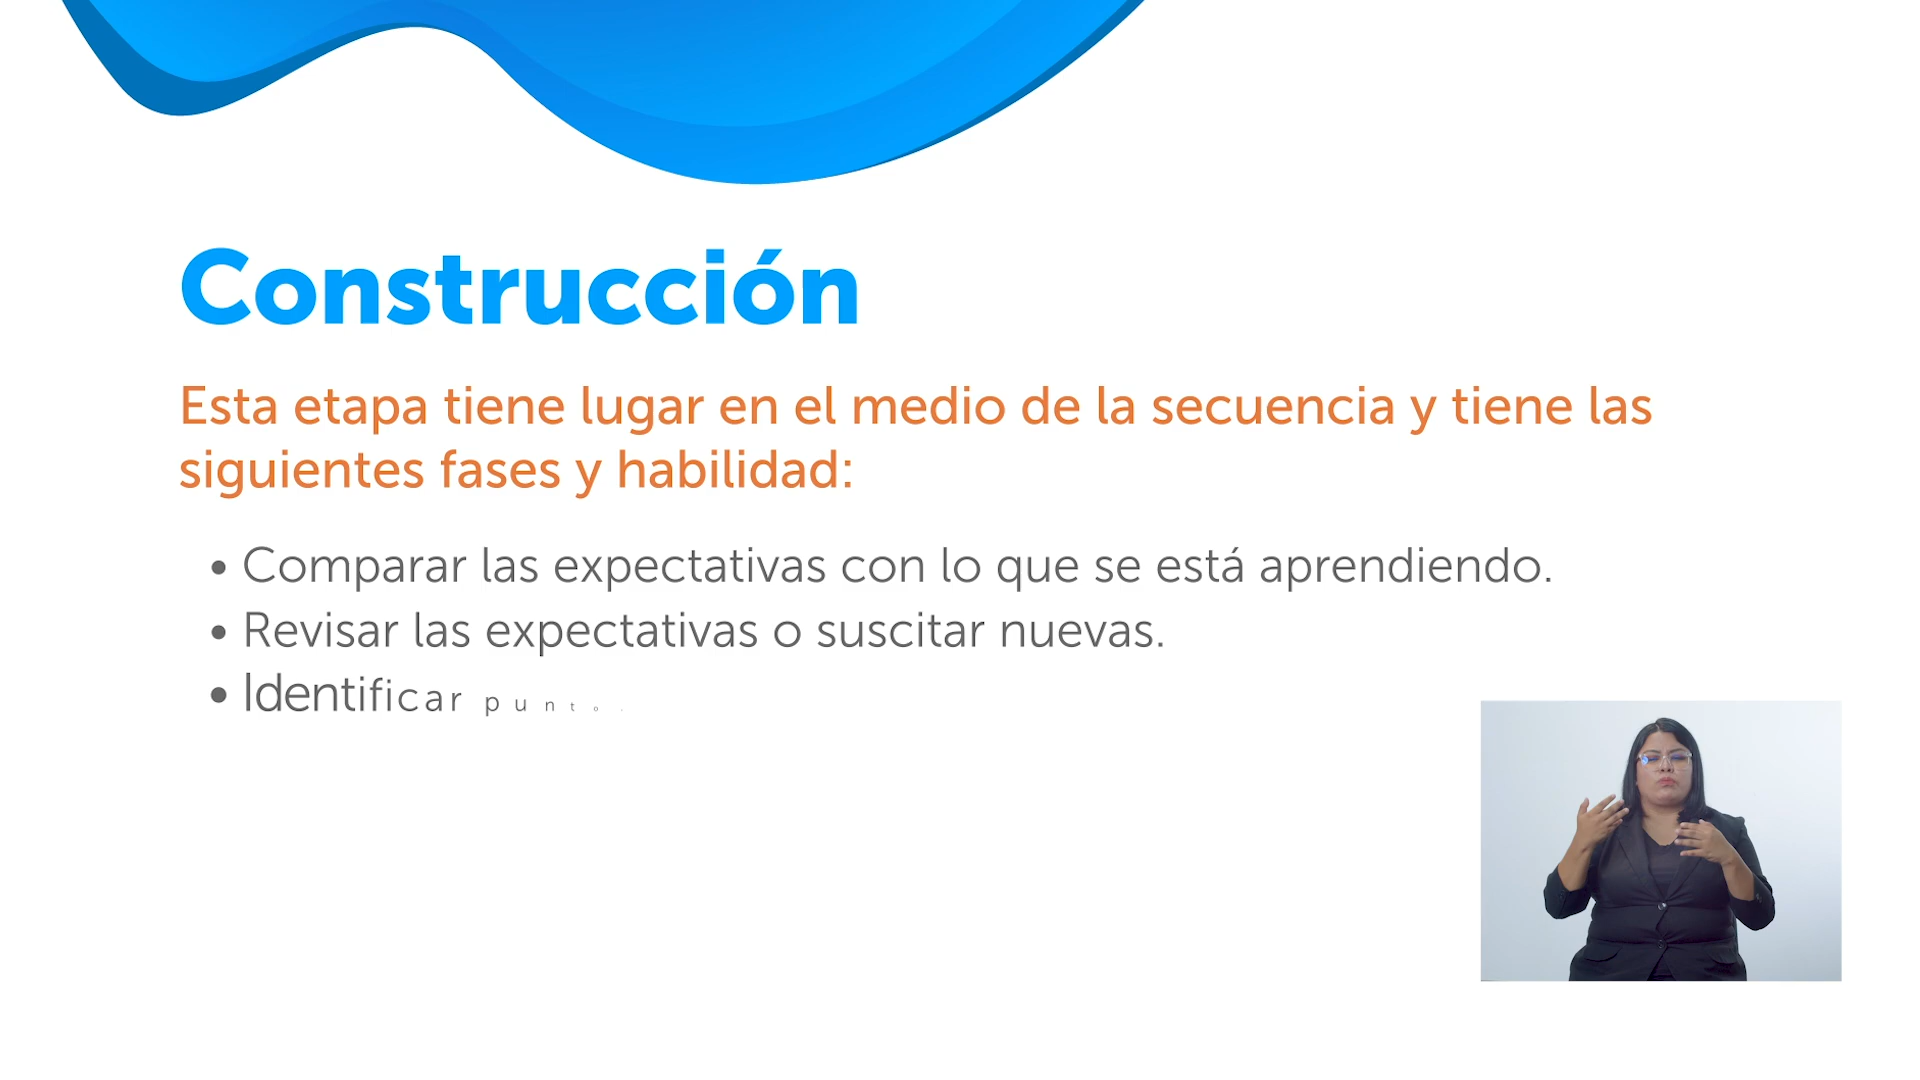 Construcción
Esta etapa tiene lugar en el medio de la secuencia y tiene las
siguientes fases y habilidad:
• Comparar las expectativas con lo que se está aprendiendo.
• Revisar las expectativas o suscitar nuevas.
• Identificar punto